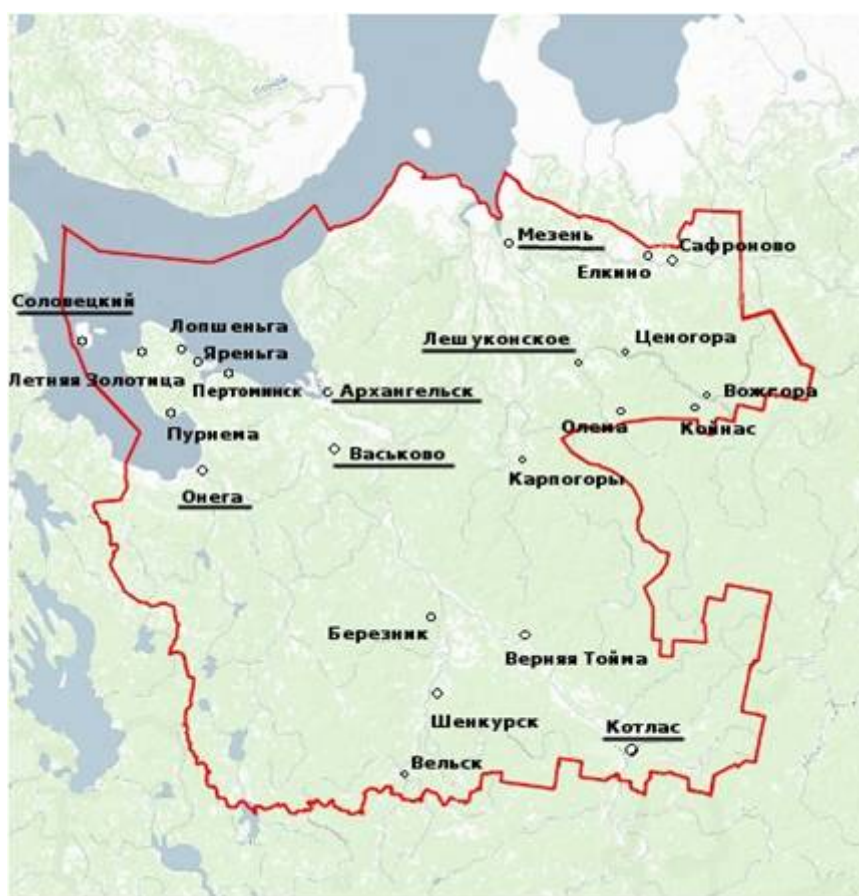 Мезень
Сафроново
Елкино
Соловецкий
Лопшеньга
Лешуконское
Ценогора
Яреньга
Летняя Золотица
Пертоминск
Архангельск
Вожгора
Олема
Койнас
Пурнема
Васьково
Карпогоры
Онега
Березник
Верняя Тойма
Шенкурск
Котлас
Вельск